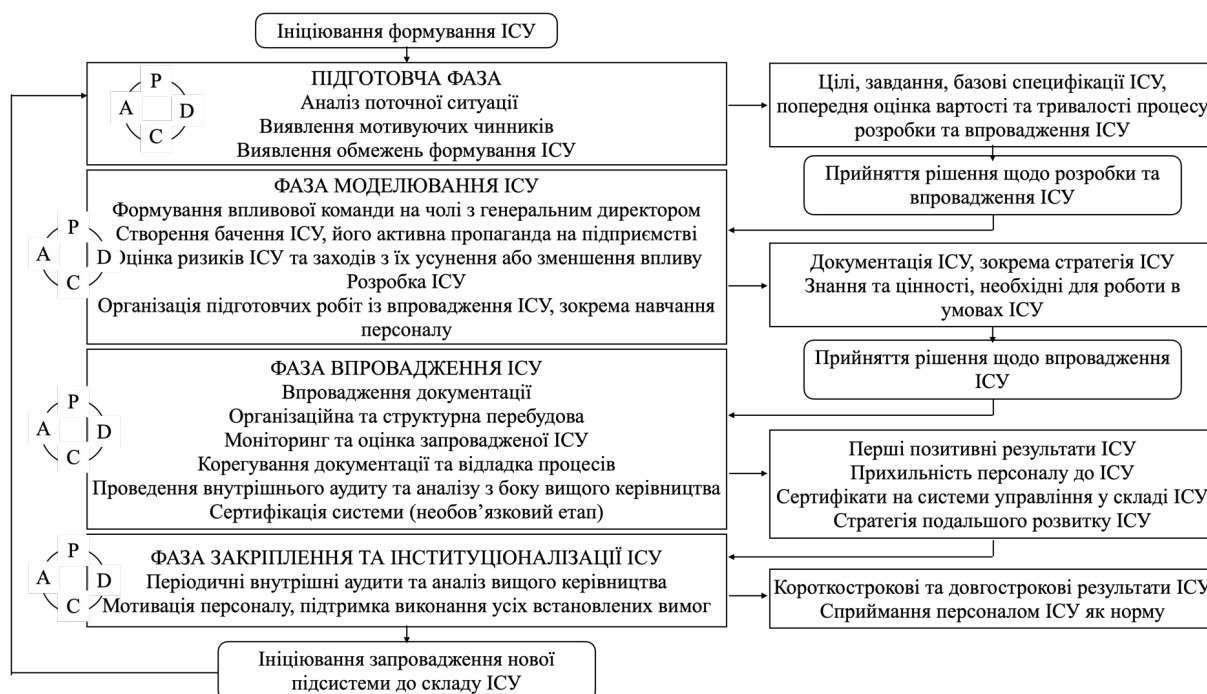 Ініціювання формування ІСУ
P
A
D
C
ПІДГОТОВЧА ФАЗА
Аналіз поточної ситуації
Виявлення мотивуючих чинників
Виявлення обмежень формування ІСУ
Цілі, завдання, базові специфікації ІСУ,
попередня оцінка вартості та тривалості процесу
розробки та впровадження ІСУ
Прийняття рішення щодо розробки та
впровадження ІСУ
P
A
D
C
ФАЗА МОДЕЛЮВАННЯ ІСУ
Формування впливової команди на чолі з генеральним директором
Створення бачення ІСУ, його активна пропаганда на підприємстві
Оцінка ризиків ІСУ та заходів з їх усунення або зменшення впливу
Розробка ІСУ
Організація підготовчих робіт із впровадження ІСУ, зокрема навчання
персоналу
Документація ІСУ, зокрема стратегія ІСУ
Знання та цінності, необхідні для роботи в
умовах ІСУ
Прийняття рішення щодо впровадження
ІСУ
P
A
D
C
ФАЗА ВПРОВАДЖЕННЯ ІСУ
Впровадження документації
Організаційна та структурна перебудова
Моніторинг та оцінка запровадженої ІСУ
Корегування документації та відладка процесів
Проведення внутрішнього аудиту та аналізу з боку вищого керівництва
Сертифікація системи (необов’язковий етап)
Перші позитивні результати ІСУ
Прихильність персоналу до ІСУ
Сертифікати на системи управління у складі ІСУ
Стратегія подальшого розвитку ІСУ
P
A
D
C
ФАЗА ЗАКРІПЛЕННЯ ТА ІНСТИТУЦІОНАЛІЗАЦІЇ ІСУ
Періодичні внутрішні аудити та аналіз вищого керівництва
Мотивація персоналу, підтримка виконання усіх встановлених вимог
Короткострокові та довгострокові результати ІСУ
Сприймання персоналом ІСУ як норму
Ініціювання запровадження нової
підсистеми до складу ІСУ